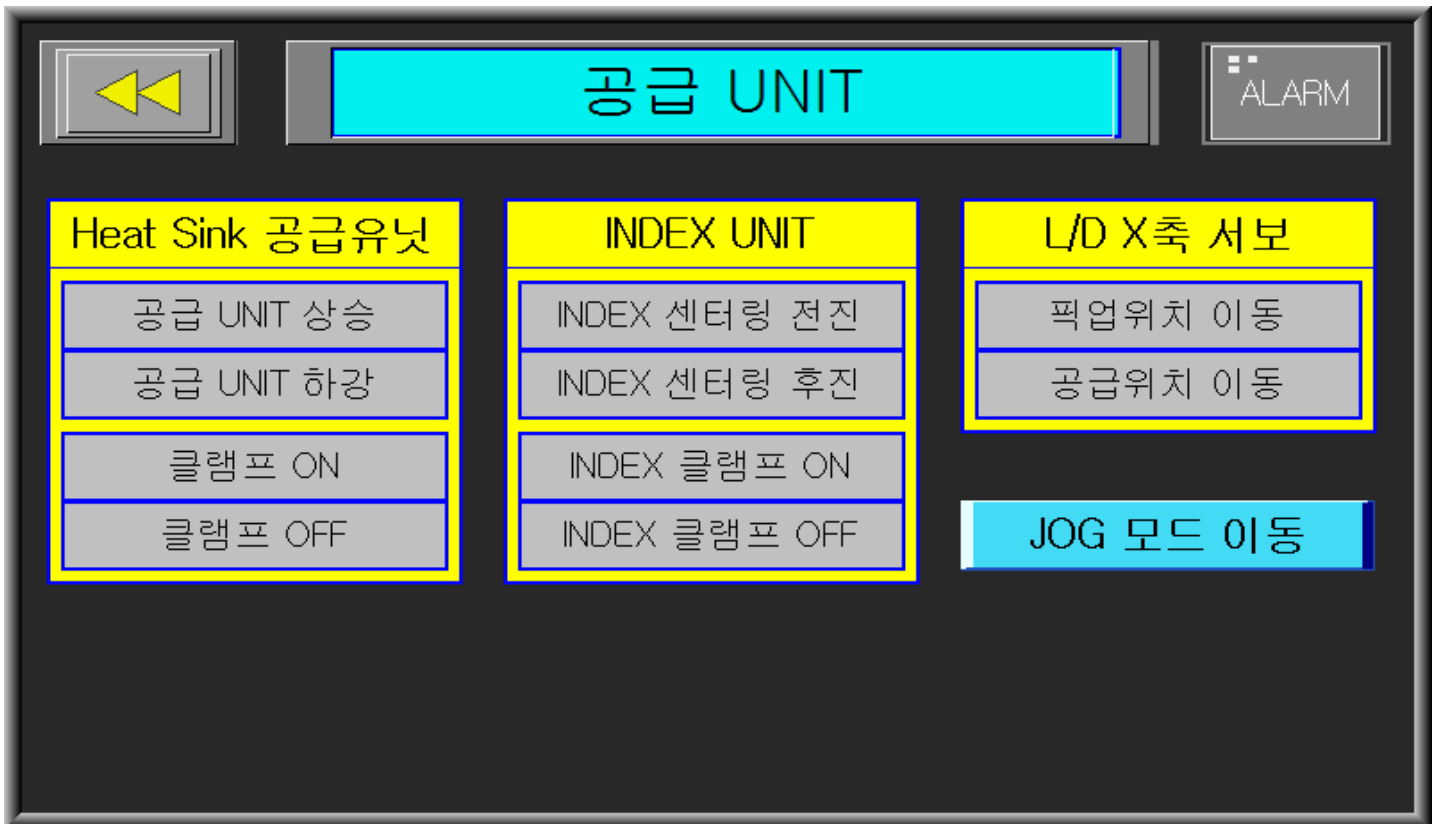 공급 UNIT
ALARM
Heat Sink 공급유닛
공급 UNIT 상승
공급 UNIT 하강
클램프 ON
클램프 OFF
INDEX UNIT
INDEX 센터링 전진
INDEX 센터링 후진
INDEX 클램프 ON
INDEX 클램프 OFF
L/D X축 서보
픽업위치 이동
공급위치 이동
JOG 모드 이동